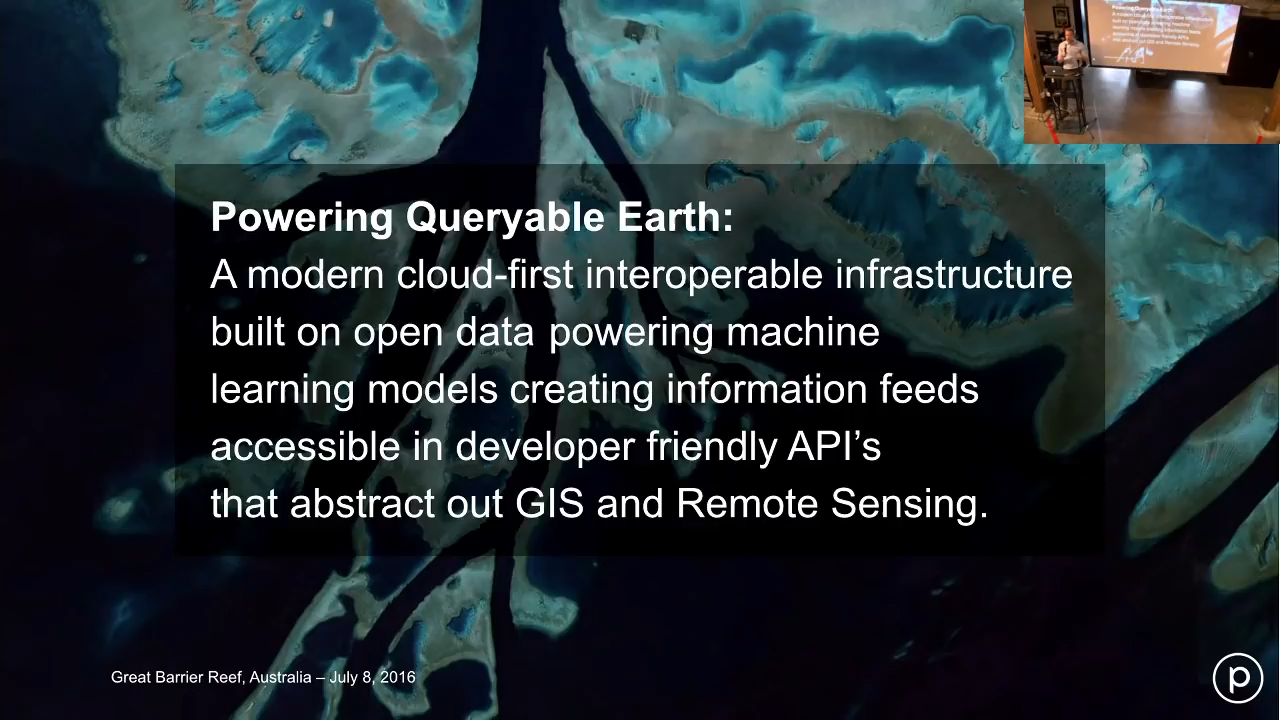 Powering Queryable Earth:
A modern cloud-first interoperable infrastructure
built on open data powering machine
learning models creating information feeds
accessible in developer friendly API’s
that abstract out GIS and Remote Sensing.
Great Barrier Reef, Australia – July 8, 2016
p